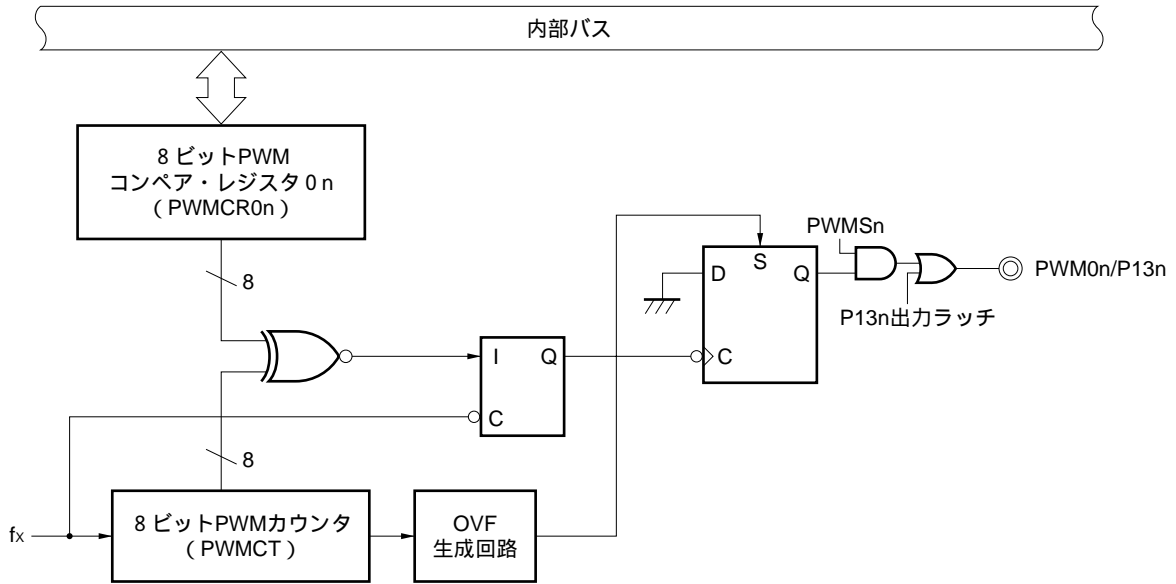 内部バス
8 ビットPWM
コンペア・レジスタ 0 n
( PWMCR0n )
8
PWMSn
S
D
Q
C
PWM0n/P13n
P13n出力ラッチ
I
Q
C
8
fX
8 ビットPWMカウンタ
( PWMCT )
OVF
生成回路